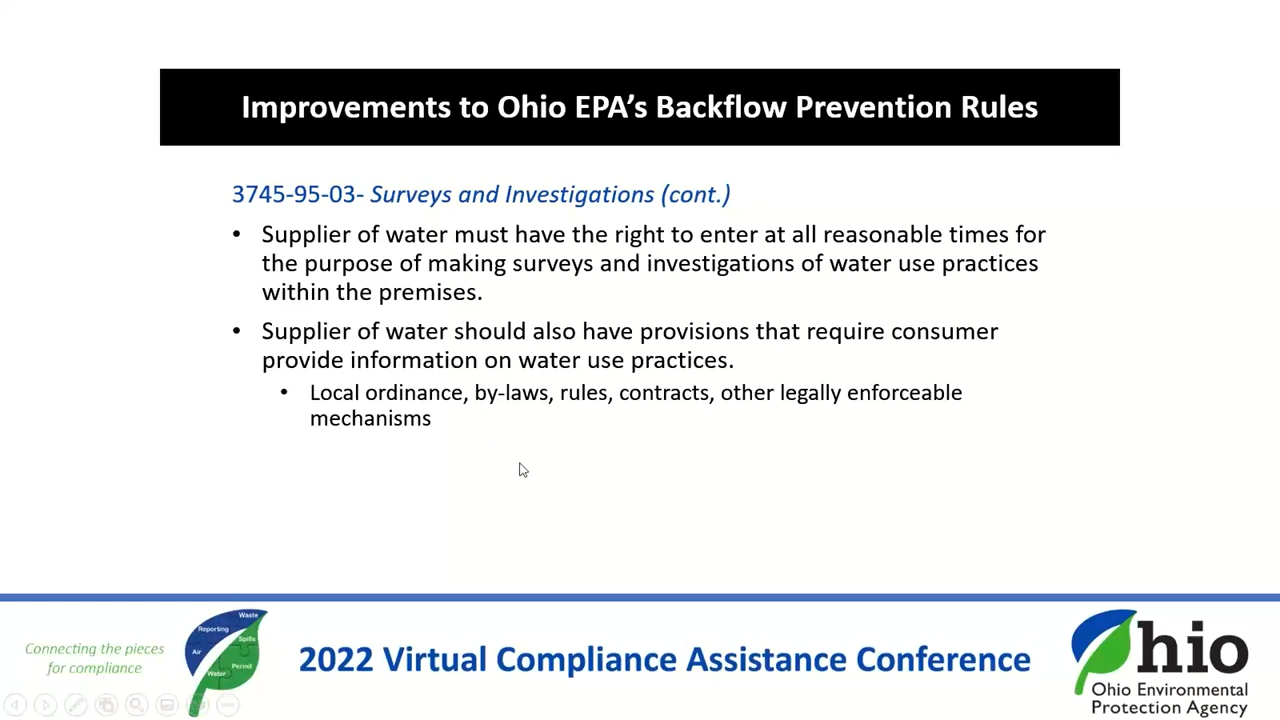 Improvements to Ohio EPA’s Backflow Prevention Rules
3745-95-03- Surveys and Investigations (cont.)
• Supplier of water must have the right to enter at all reasonable times for
the purpose of making surveys and investigations of water use practices
within the premises.
• Supplier of water should also have provisions that require consumer
provide information on water use practices.
• Local ordinance, by-laws, rules, contracts, other legally enforceable
mechanisms
Connecting the pieces
for compliance
Waste
Reporting
Spills
Air
Permit
Water
2022 Virtual Compliance Assistance Conference
Ohio
Ohio Environmental
Protection Agency